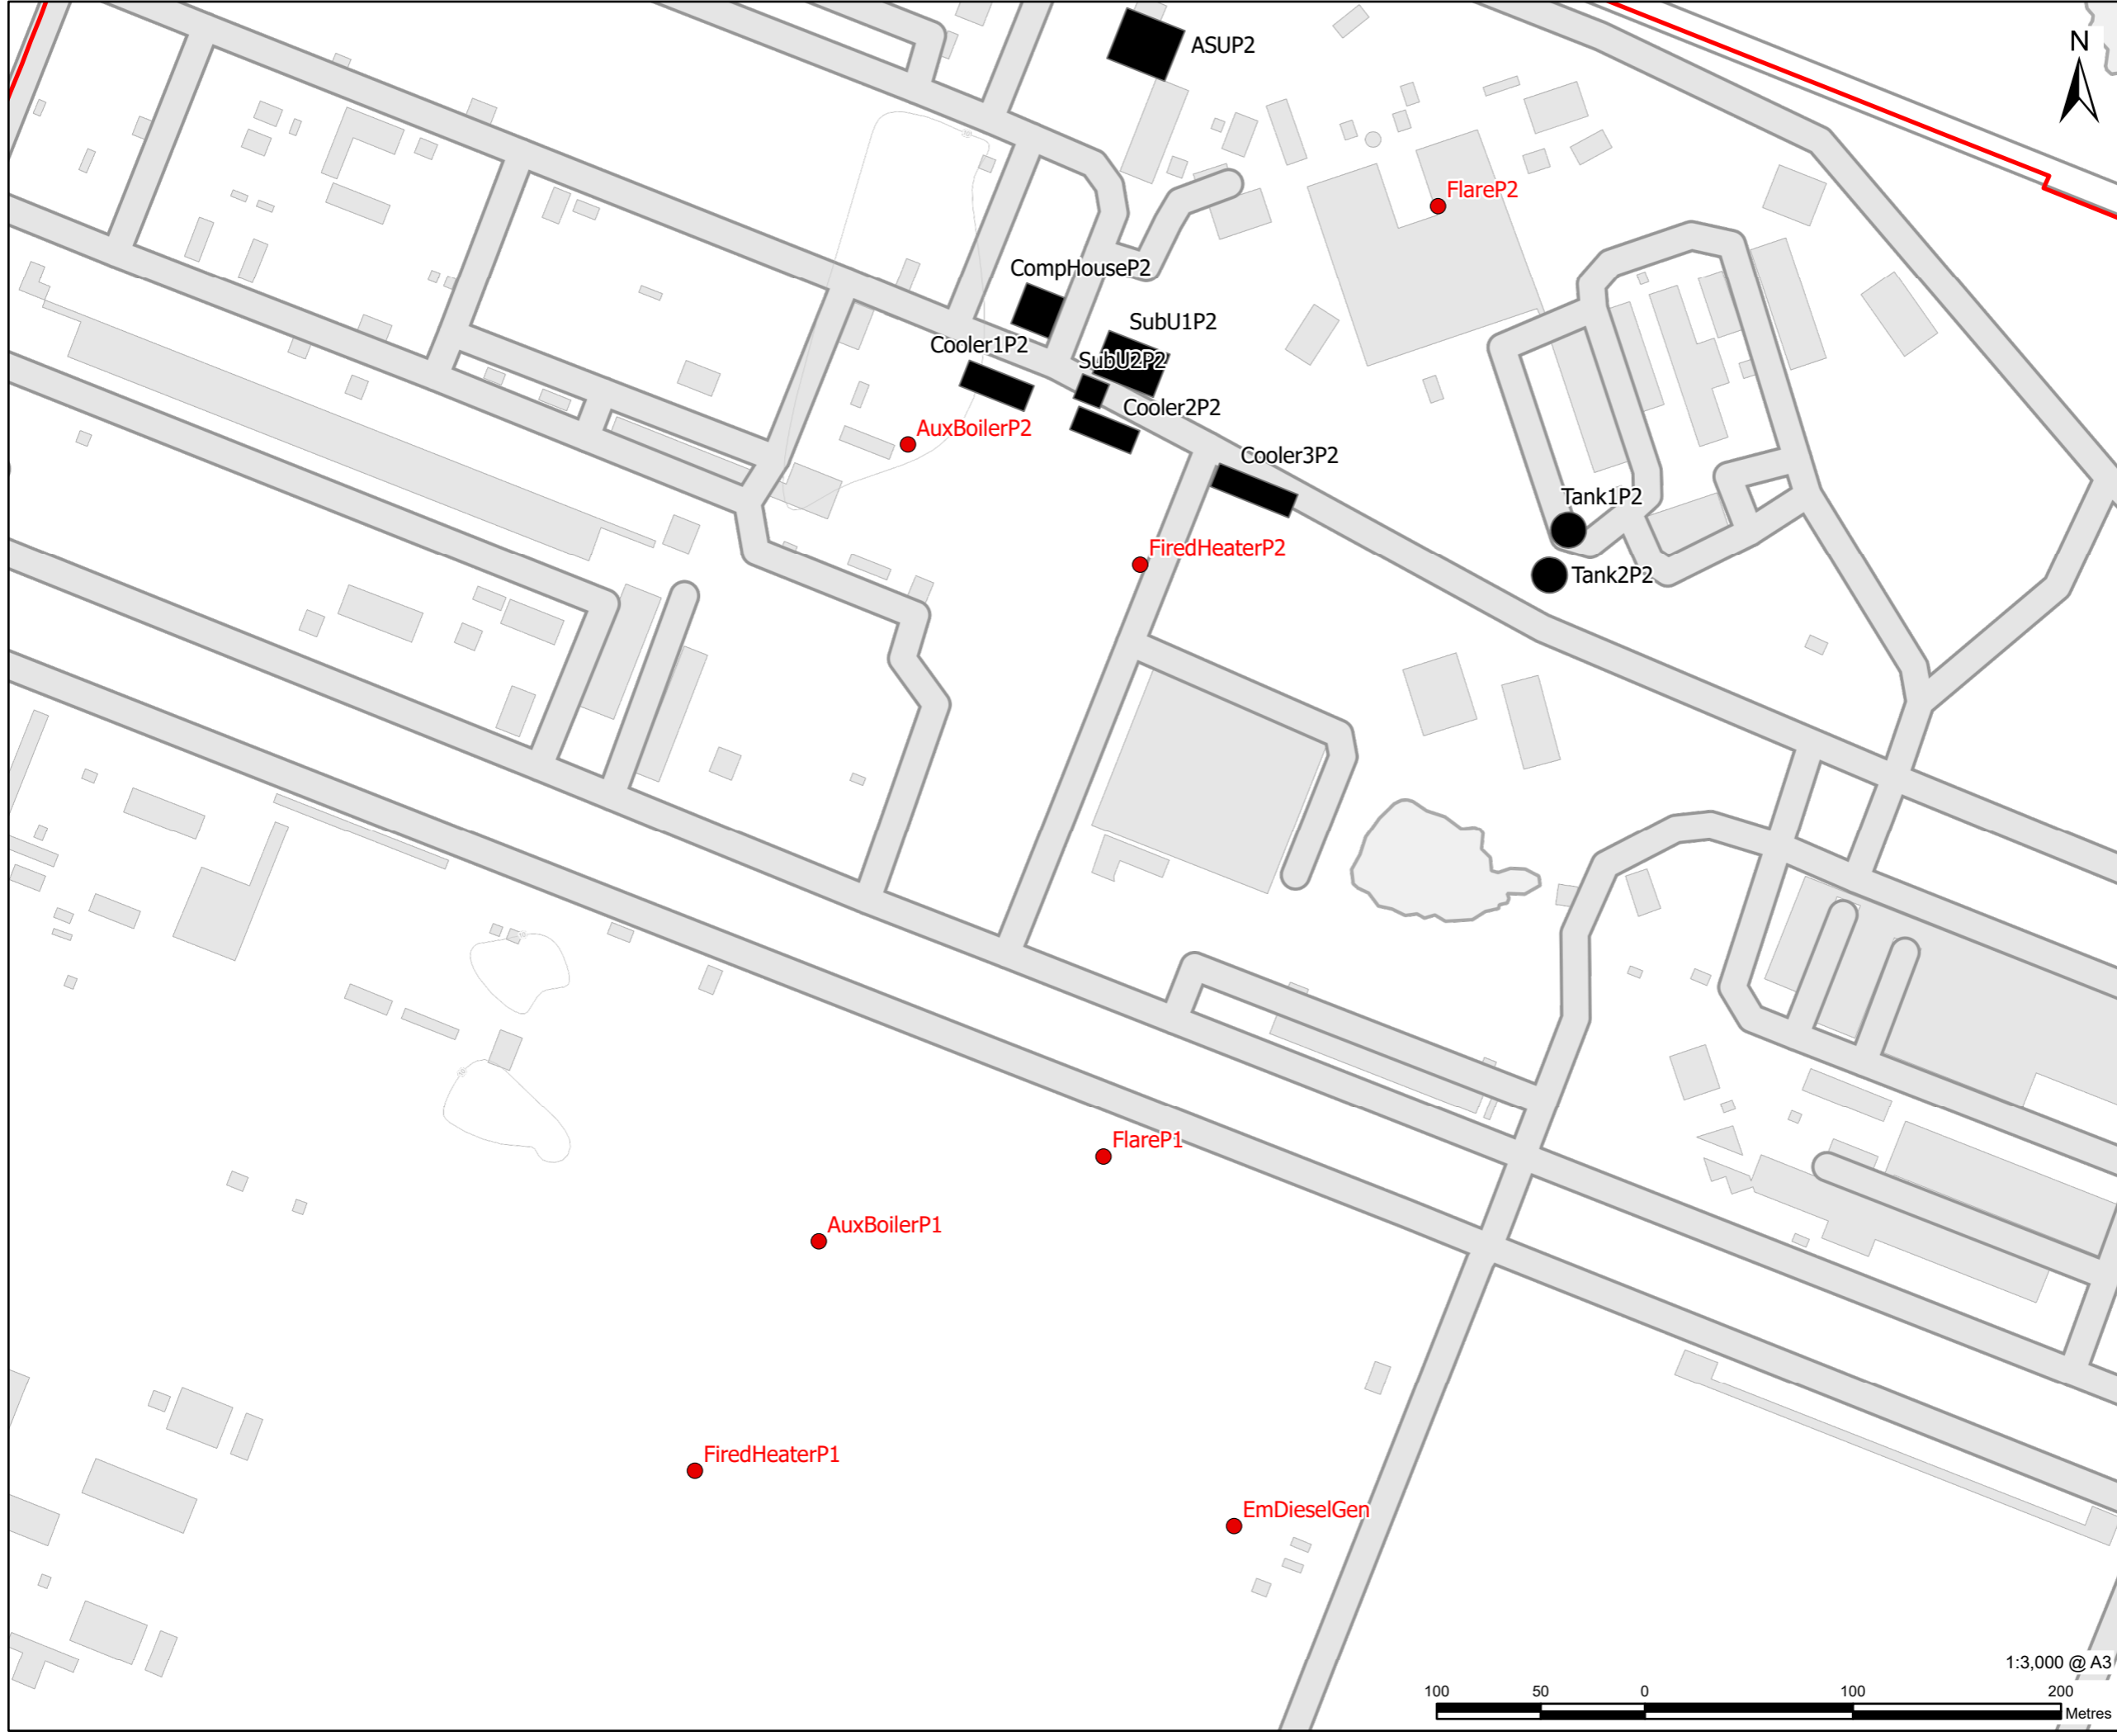 N
ASUP2
FlareP2
CompHouseP2
SubU1P2
Cooler1P2
SubU2P2
Cooler2P2
AuxBoilerP2
Cooler3P2
Tank1P2
FiredHeaterP2
Tank2P2
FlareP1
AuxBoilerP1
FiredHeaterP1
EmDieselGen
1:3,000 @ A3
100 50 0 100 200
Metres